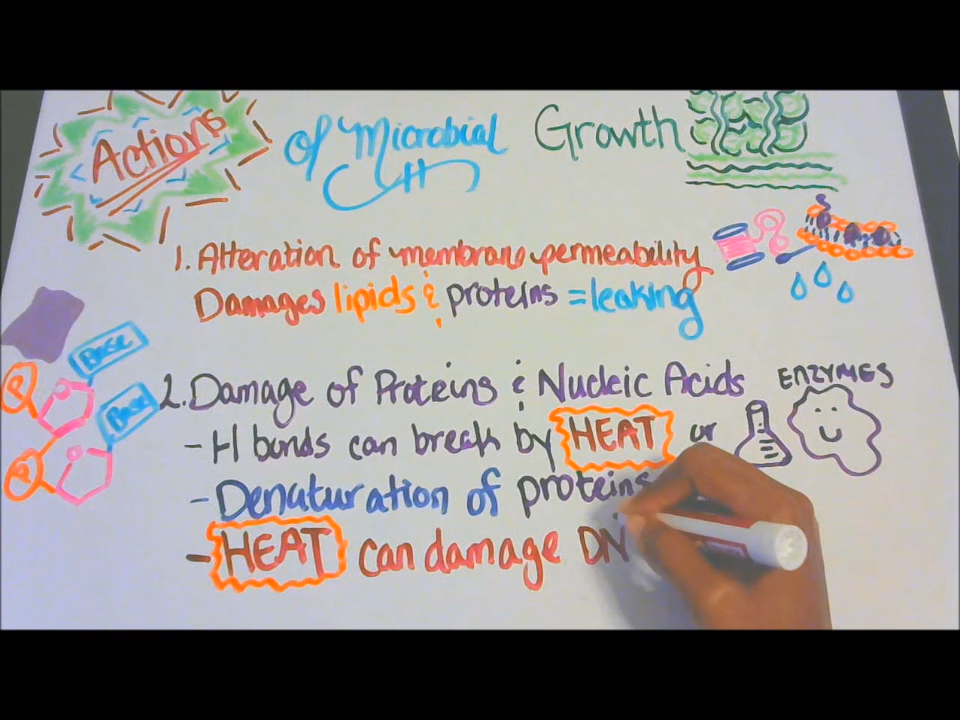 Actions of Microbial Growth
1. Alteration of membrane permeability
Damages lipids & proteins = leaking
2. Damage of Proteins & Nucleic Acids
ENZYMES
- H bonds can break by HEAT or
- Denaturation of proteins
- HEAT can damage DN
Base
Base
P
P